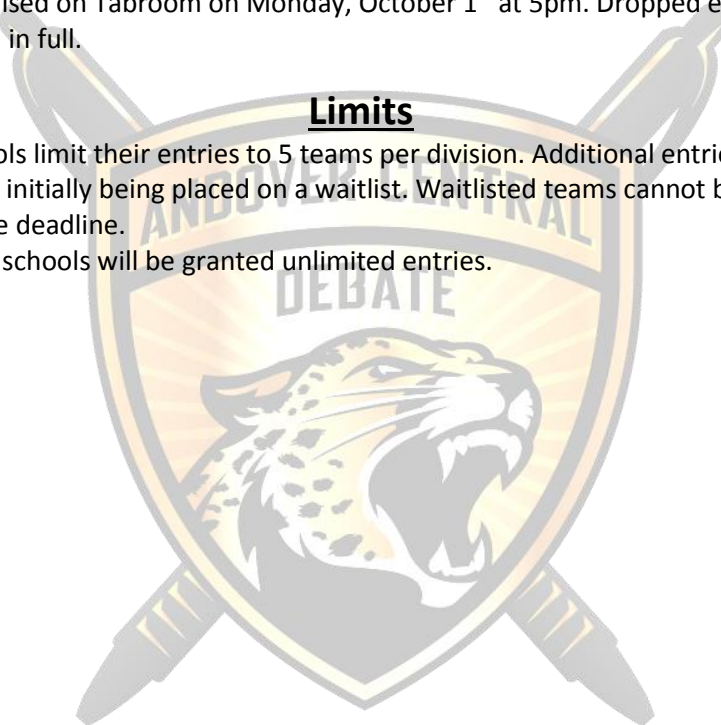 ised on Tabroom on Monday, October 1 at 5pm. Dropped e
in full.
Limits
ols limit their entries to 5 teams per division. Additional entrie
initially being placed on a waitlist. Waitlisted teams cannot b
e deadline.
schools will be granted unlimited entries.
ANDOVER CENTRAL
DEBATE